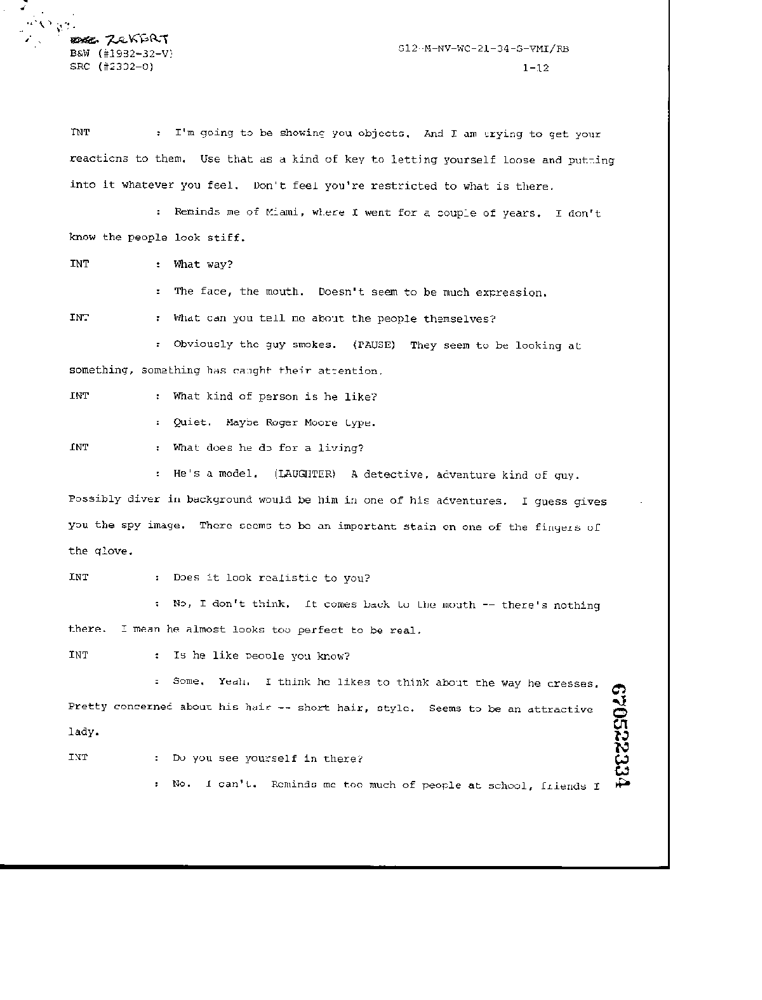 ZEKERT
B&W (#1982-32-V)
SRC (#2302-0)
G12-M-NV-WC-21-34-S-VMI/RB
1-12
INT : I'm going to be showing you objects. And I am trying to get your
reactions to them. Use that as a kind of key to letting yourself loose and putting
into it whatever you feel. Don't feel you're restricted to what is there.
: Reminds me of Miami, where I went for a couple of years. I don't
know the people look stiff.
INT : What way?
: The face, the mouth. Doesn't seem to be much expression.
INT : What can you tell me about the people themselves?
: Obviously the guy smokes. (PAUSE) They seem to be looking at
something, something has caught their attention.
INT : What kind of person is he like?
: Quiet. Maybe Roger Moore type.
INT : What does he do for a living?
: He's a model. (LAUGHTER) A detective, adventure kind of guy.
Possibly diver in background would be him in one of his adventures. I guess gives
you the spy image. There seems to be an important stain on one of the fingers of
the glove.
INT : Does it look realistic to you?
: No, I don't think. It comes back to the mouth -- there's nothing
there. I mean he almost looks too perfect to be real.
INT : Is he like people you know?
: Some. Yeah. I think he likes to think about the way he dresses.
Pretty concerned about his hair -- short hair, style. Seems to be an attractive
lady.
INT : Do you see yourself in there?
: No. I can't. Reminds me too much of people at school, friends I
670522334